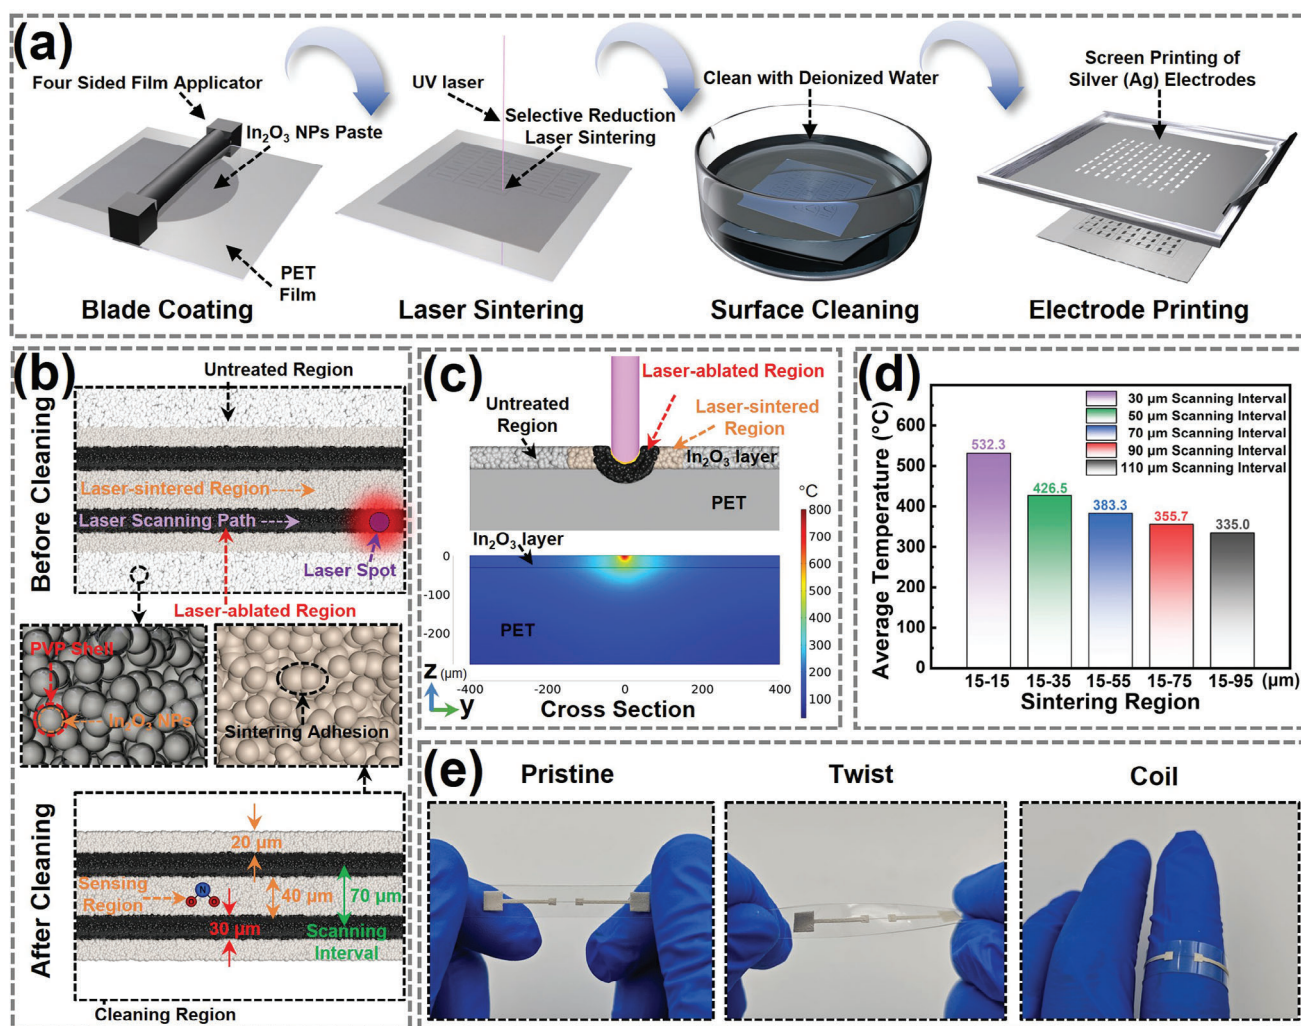 (a)
Four Sided Film Applicator
In₂O₃ NPs Paste
PET
Film
Blade Coating
UV laser
Selective Reduction
Laser Sintering
Laser Sintering
Clean with Deionized Water
Surface Cleaning
Screen Printing of
Silver (Ag) Electrodes
Electrode Printing
(b)
Before Cleaning
Untreated Region
Laser-sintered Region
Laser Scanning Path
Laser Spot
Laser-ablated Region
PVP Shell
In₂O₃ NPs
Sintering Adhesion
After Cleaning
20 µm
Sensing
Region
N
O O
40 µm
70 µm
30 µm
Scanning
Interval
Cleaning Region
(c)
Laser-ablated Region
Untreated
Region
Laser-sintered
Region
In₂O₃ layer
PET
°C
800
700
600
500
400
300
200
100
In₂O₃ layer
0
-100
-200
PET
z (µm)
y
-400 -200 0 200 400
Cross Section
(d)
Average Temperature (°C)
600
500
400
300
200
100
0
30 µm Scanning Interval
50 µm Scanning Interval
70 µm Scanning Interval
90 µm Scanning Interval
110 µm Scanning Interval
532.3
426.5
383.3
355.7
335.0
15-15 15-35 15-55 15-75 15-95 (µm)
Sintering Region
(e)
Pristine
Twist
Coil